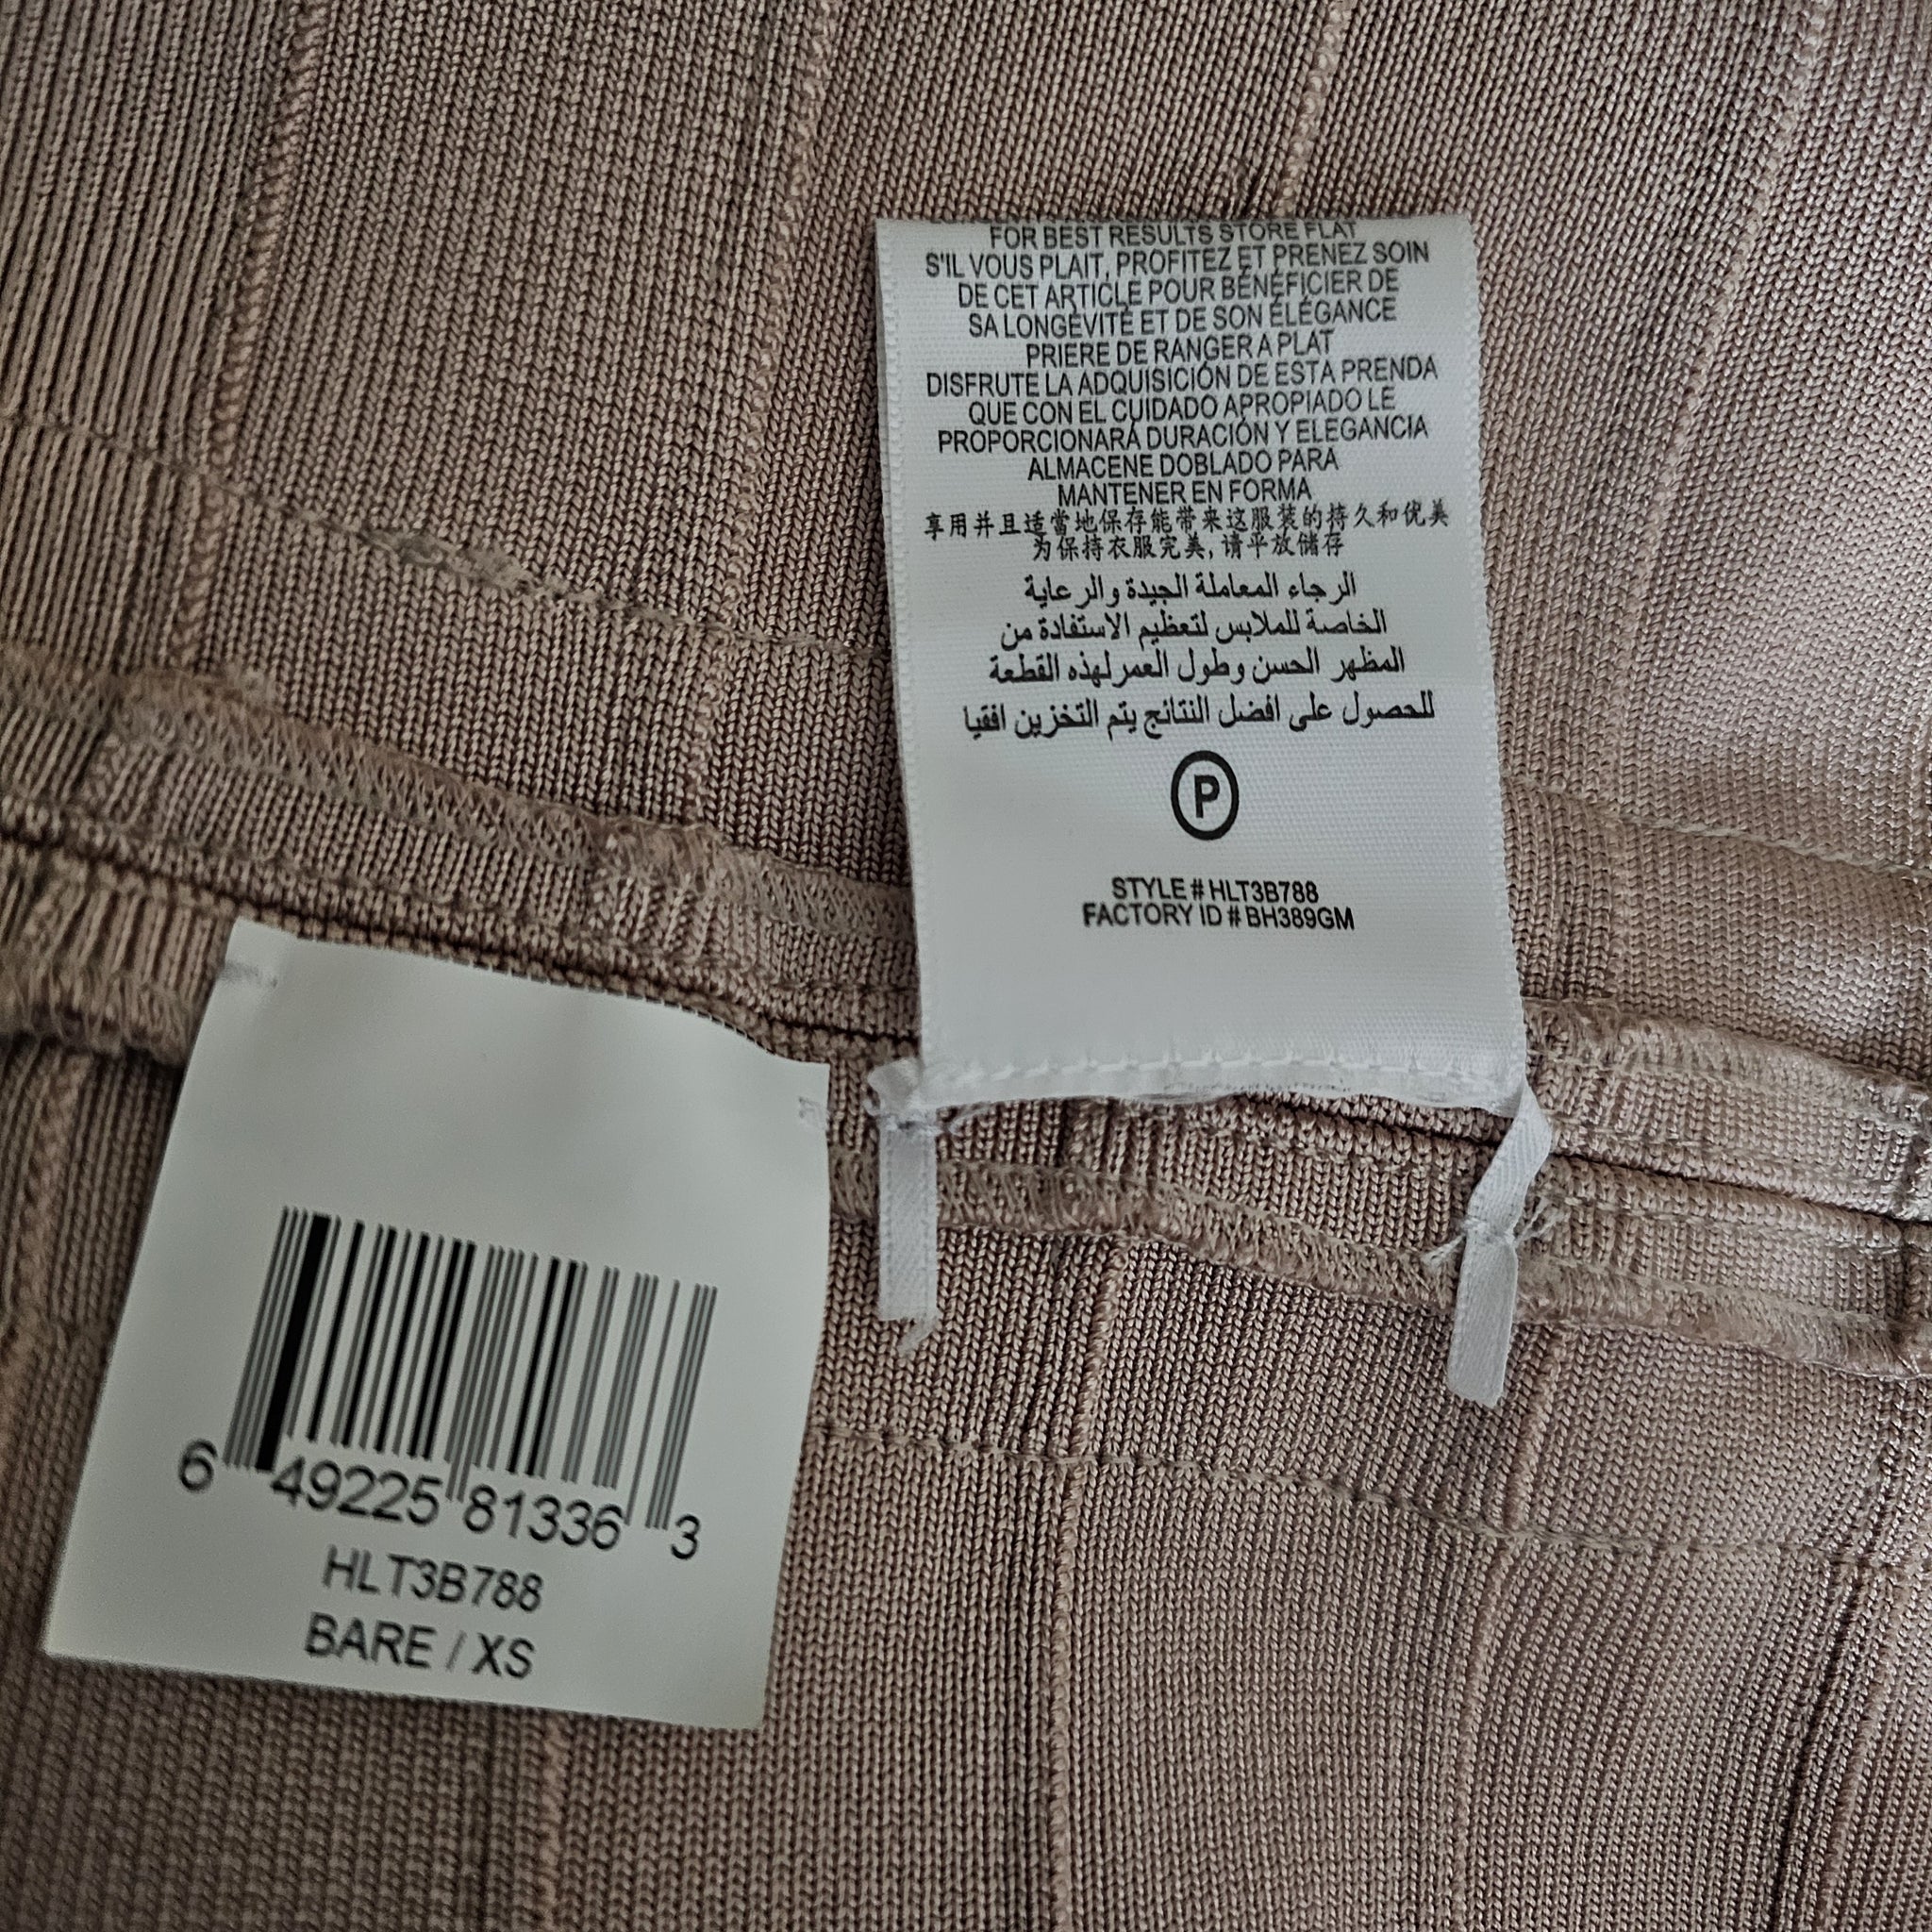 FOR BEST RESULTS STORE FLAT
S'IL VOUS PLAIT, PROFITEZ ET PRENEZ SOIN
DE CET ARTICLE POUR BÉNÉFICIER DE
SA LONGÉVITÉ ET DE SON ÉLÉGANCE
PRIERE DE RANGER A PLAT
DISFRUTE LA ADQUISICIÓN DE ESTA PRENDA
QUE CON EL CUIDADO APROPIADO LE
PROPORCIONARÁ DURACIÓN Y ELEGANCIA
ALMACENE DOBLADO PARA
MANTENER EN FORMA
享用并且适當地保存能带来这服装的持久和优美
为保持衣服完美,请平放储存
الرجاء المعاملة الجيدة والرعاية
الخاصة للملابس لتعظيم الاستفادة من
المظهر الحسن وطول العمرلهذه القطعة
للحصول على افضل النتائج يتم التخزين افقيا
P
STYLE # HLT3B788
FACTORY ID # BH389GM
6 49225 81336 3
HLT3B788
BARE / XS